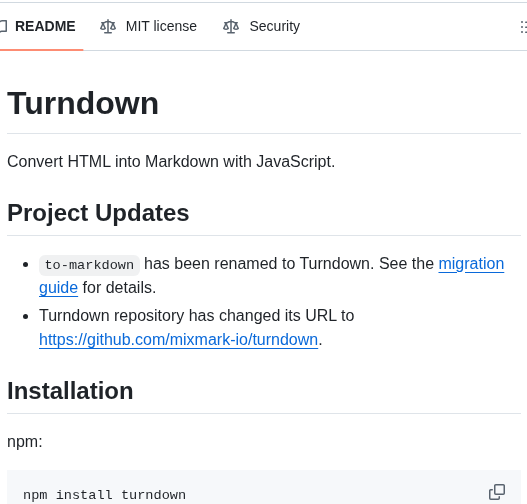 README MIT license Security
Turndown
Convert HTML into Markdown with JavaScript.
Project Updates
to-markdown has been renamed to Turndown. See the migration
guide for details.
Turndown repository has changed its URL to
https://github.com/mixmark-io/turndown.
Installation
npm:
npm install turndown